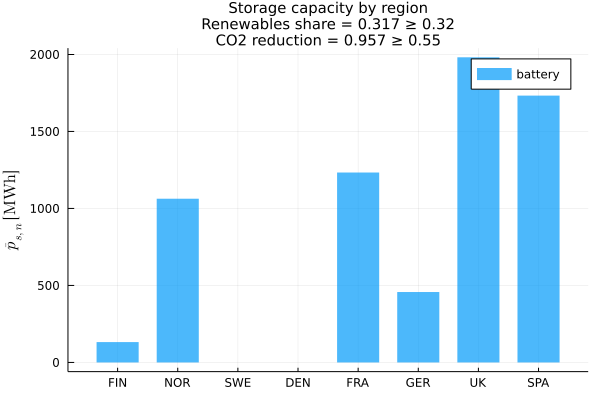 Storage capacity by region
Renewables share = 0.317 ≥ 0.32
CO2 reduction = 0.957 ≥ 0.55
2000
battery
1500
1000
500
0
p̄ₛ,ₙ [MWh]
FIN NOR SWE DEN FRA GER UK SPA